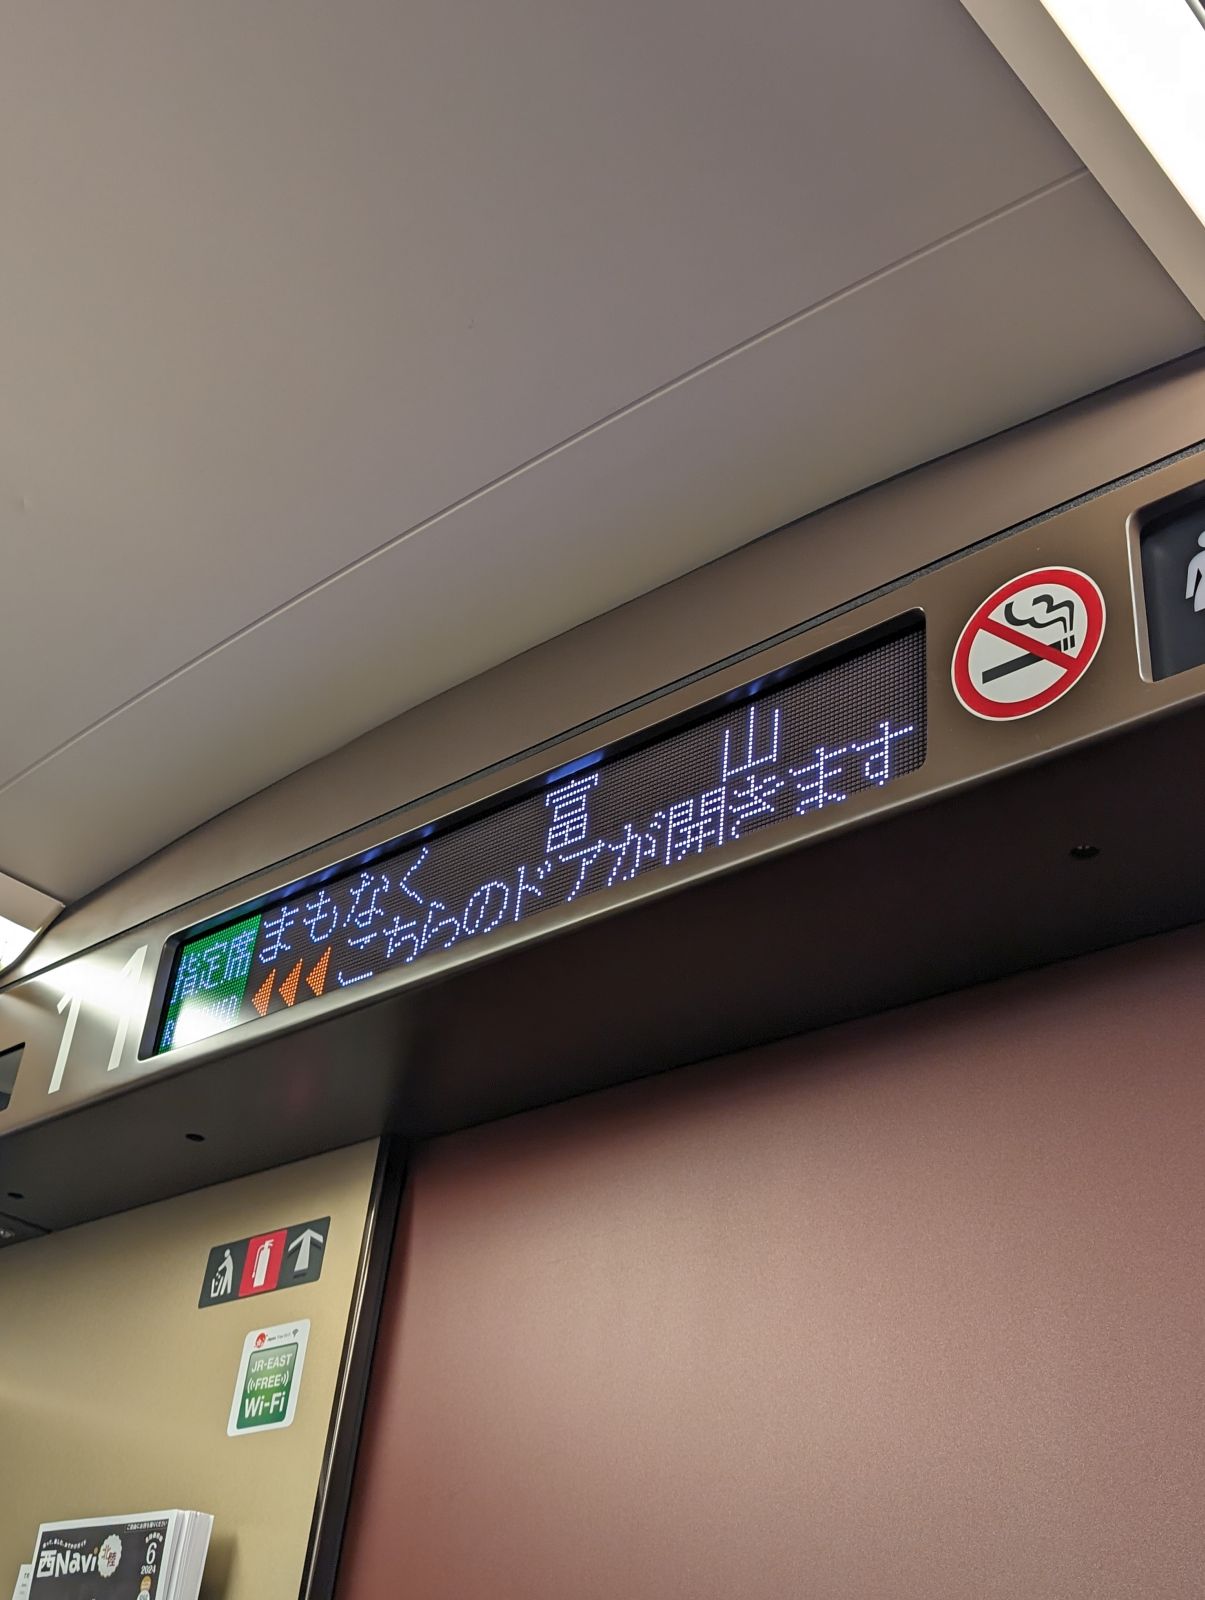 11
指定席
まもなく 富山
こちらのドアが開きます
JR-EAST
FREE
Wi-Fi
西Navi 北陸
6
2024